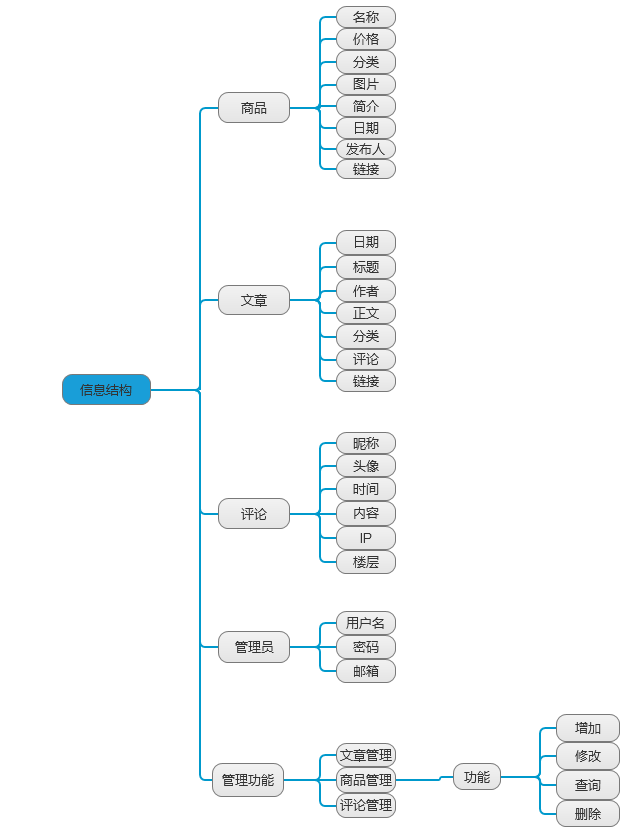 信息结构
商品
名称
价格
分类
图片
简介
日期
发布人
链接
文章
日期
标题
作者
正文
分类
评论
链接
评论
昵称
头像
时间
内容
IP
楼层
管理员
用户名
密码
邮箱
管理功能
文章管理
商品管理
评论管理
功能
增加
修改
查询
删除